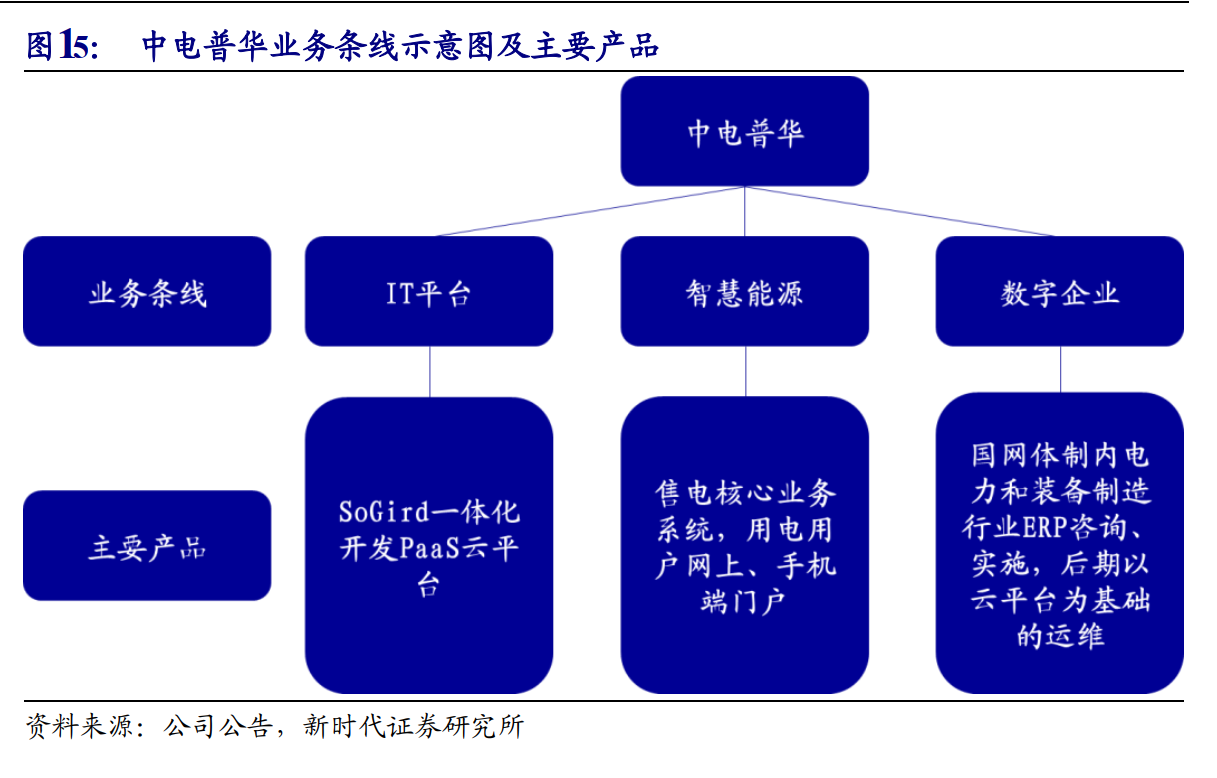 图15： 中电普华业务条线示意图及主要产品
中电普华
业务条线
IT平台
智慧能源
数字企业
主要产品
SoGird一体化
开发PaaS云平
台
售电核心业务
系统，用电用
户网上、手机
端门户
国网体制内电
力和装备制造
行业ERP咨询、
实施，后期以
云平台为基础
的运维
资料来源：公司公告，新时代证券研究所